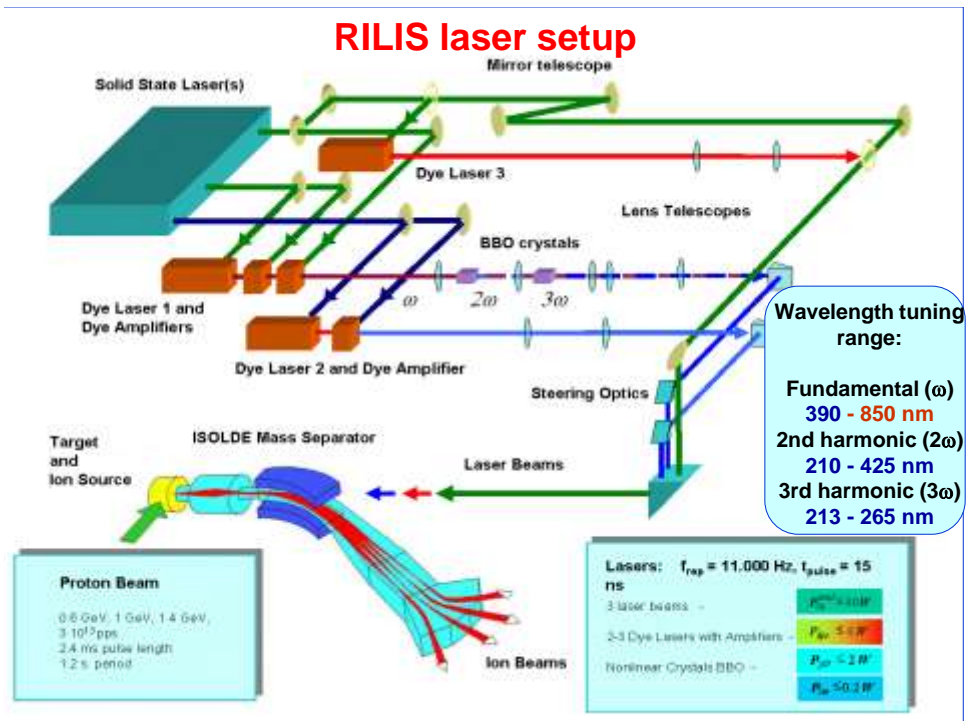 RILIS laser setup
Mirror telescope
Solid State Laser(s)
Dye Laser 3
Lens Telescopes
BBO crystals
ω 2ω 3ω
Dye Laser 1 and
Dye Amplifiers
Dye Laser 2 and Dye Amplifier
Wavelength tuning
range:
Fundamental (ω)
390 - 850 nm
2nd harmonic (2ω)
210 - 425 nm
3rd harmonic (3ω)
213 - 265 nm
Steering Optics
Target
and
Ion Source
ISOLDE Mass Separator
Laser Beams
Proton Beam
0.6 GeV, 1 GeV, 1.4 GeV,
3 10¹³pps
2.4 ms pulse length
1.2 s. period
Ion Beams
Lasers: f rep = 11.000 Hz, t pulse = 15
ns
3 laser beams –
2-3 Dye Lasers with Amplifiers –
Nonlinear Crystals BBO –